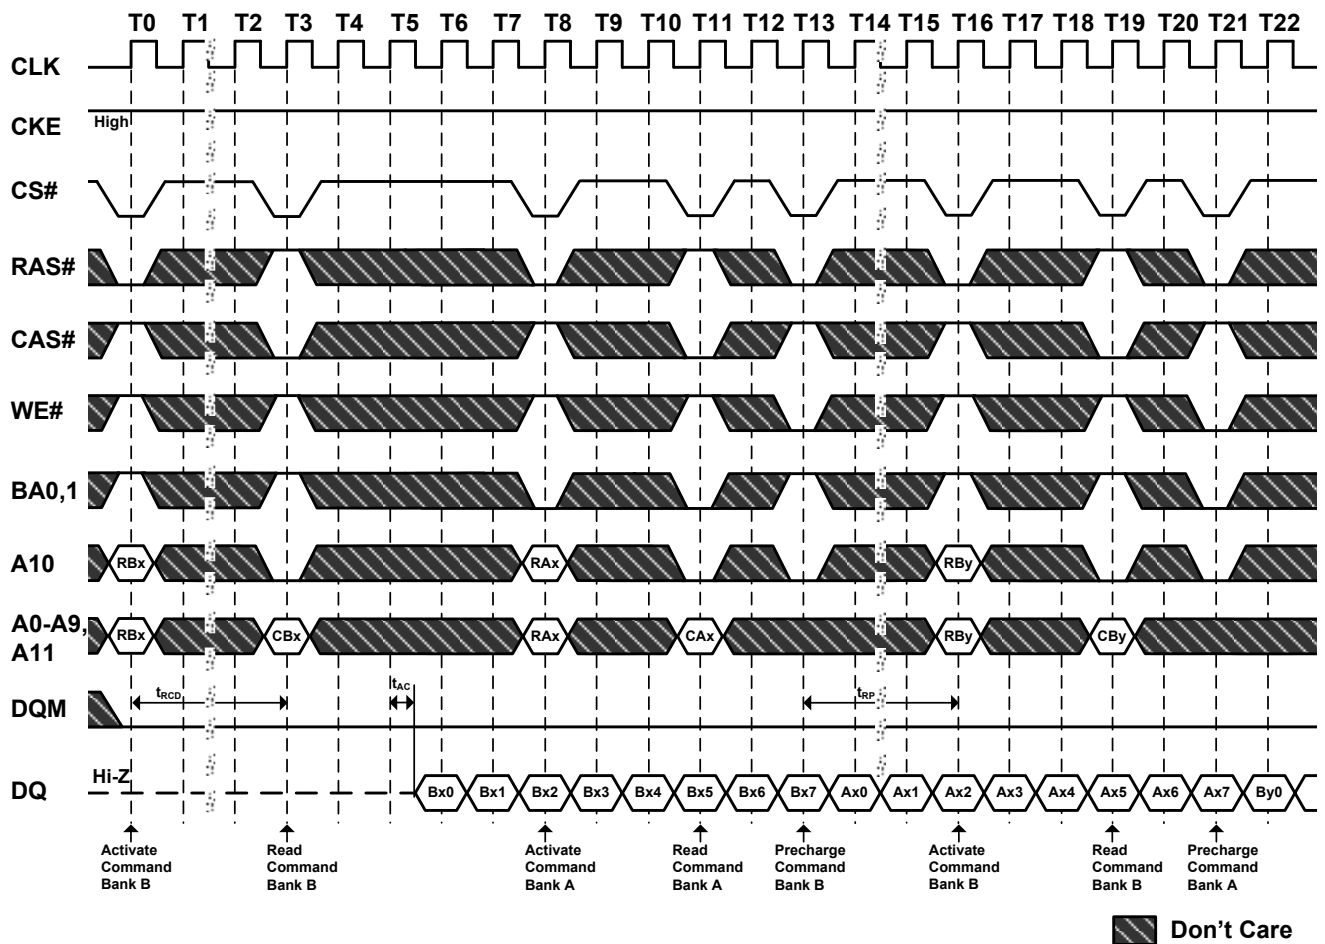 T0 T1 T2 T3 T4 T5 T6 T7 T8 T9 T10 T11 T12 T13 T14 T15 T16 T17 T18 T19 T20 T21 T22
CLK
CKE High
CS#
RAS#
CAS#
WE#
BA0,1
A10 RBx RAx RBy
A0-A9,
A11 RBx CBx RAx CAx RBy CBy
DQM tRCD tAC tRP
DQ Hi-Z Bx0 Bx1 Bx2 Bx3 Bx4 Bx5 Bx6 Bx7 Ax0 Ax1 Ax2 Ax3 Ax4 Ax5 Ax6 Ax7 By0
Activate
Command
Bank B
Read
Command
Bank B
Activate
Command
Bank A
Read
Command
Bank A
Precharge
Command
Bank B
Activate
Command
Bank B
Read
Command
Bank B
Precharge
Command
Bank A
Don't Care